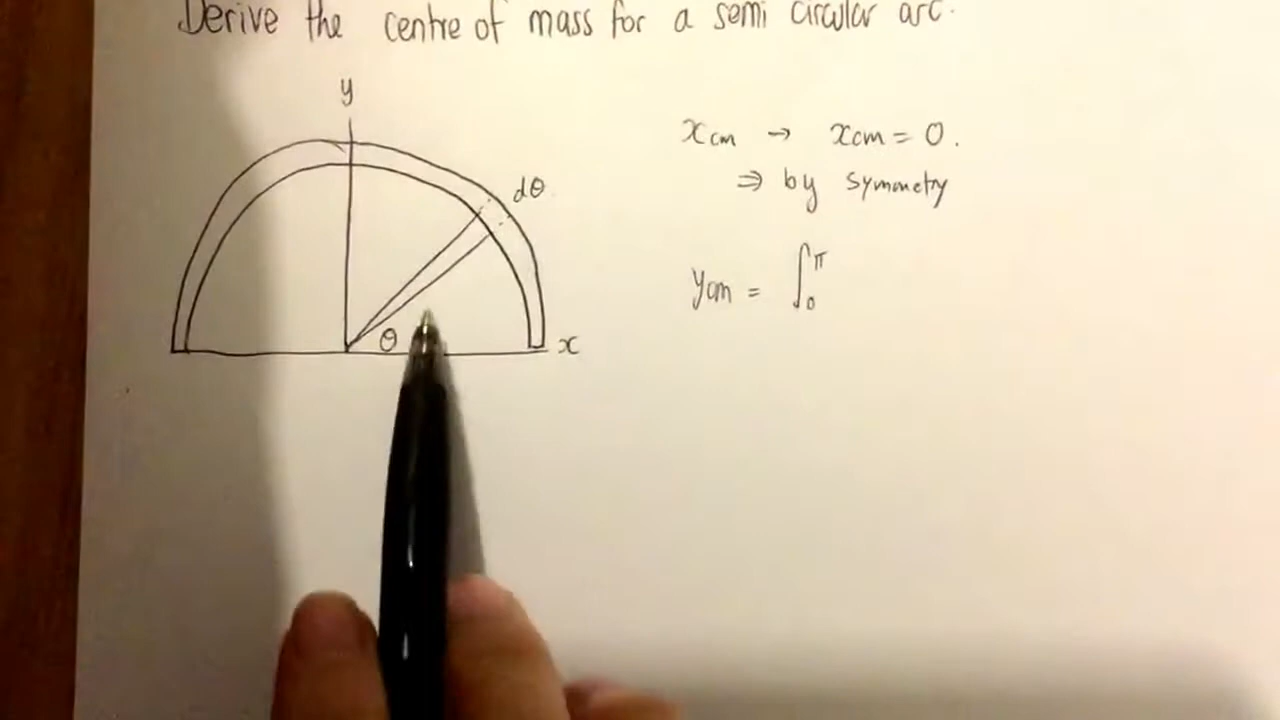 Derive the centre of mass for a semi circular arc.
y
dθ
θ
x
xcm → xcm = 0.
⇒ by symmetry
ycm = ∫₀^π